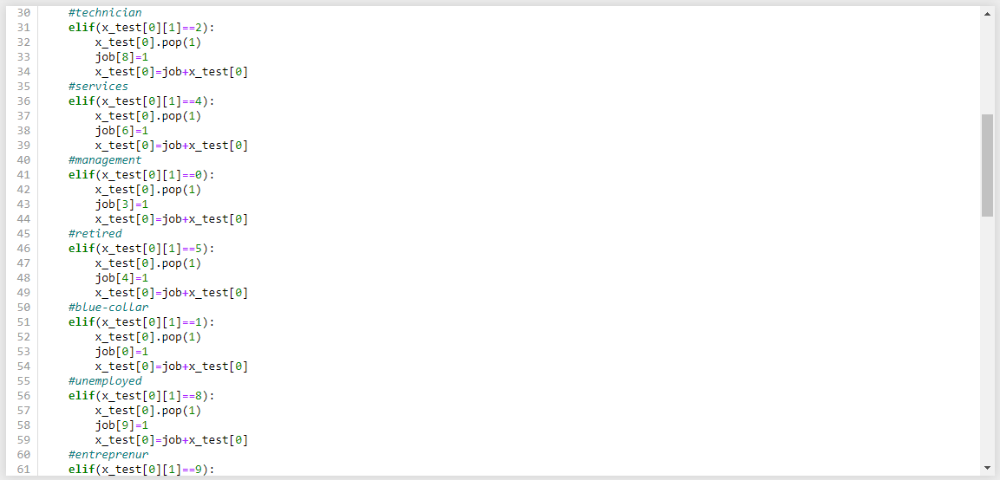 30 #technician
31 elif(x_test[0][1]==2):
32 x_test[0].pop(1)
33 job[8]=1
34 x_test[0]=job+x_test[0]
35 #services
36 elif(x_test[0][1]==4):
37 x_test[0].pop(1)
38 job[6]=1
39 x_test[0]=job+x_test[0]
40 #management
41 elif(x_test[0][1]==0):
42 x_test[0].pop(1)
43 job[3]=1
44 x_test[0]=job+x_test[0]
45 #retired
46 elif(x_test[0][1]==5):
47 x_test[0].pop(1)
48 job[4]=1
49 x_test[0]=job+x_test[0]
50 #blue-collar
51 elif(x_test[0][1]==1):
52 x_test[0].pop(1)
53 job[0]=1
54 x_test[0]=job+x_test[0]
55 #unemployed
56 elif(x_test[0][1]==8):
57 x_test[0].pop(1)
58 job[9]=1
59 x_test[0]=job+x_test[0]
60 #entreprenur
61 elif(x_test[0][1]==9):